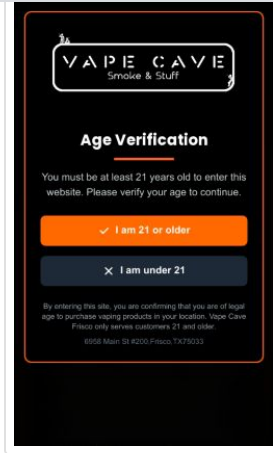 VAPE CAVE
Smoke & Stuff
Age Verification
You must be at least 21 years old to enter this
website. Please verify your age to continue.
✓ I am 21 or older
✕ I am under 21
By entering this site, you are confirming that you are of legal
age to purchase vaping products in your location. Vape Cave
Frisco only serves customers 21 and older.
6958 Main St #200,Frisco,TX75033